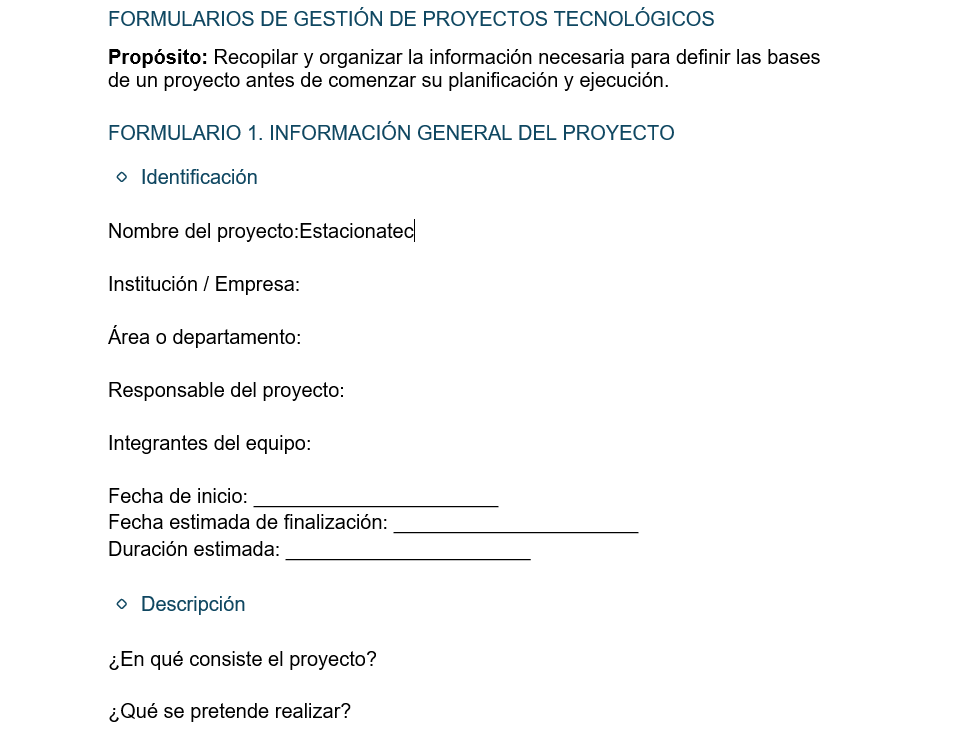 FORMULARIOS DE GESTIÓN DE PROYECTOS TECNOLÓGICOS
Propósito: Recopilar y organizar la información necesaria para definir las bases
de un proyecto antes de comenzar su planificación y ejecución.
FORMULARIO 1. INFORMACIÓN GENERAL DEL PROYECTO
Identificación
Nombre del proyecto:Estacionatec
Institución / Empresa:
Área o departamento:
Responsable del proyecto:
Integrantes del equipo:
Fecha de inicio: ______________________
Fecha estimada de finalización: ______________________
Duración estimada: ______________________
Descripción
¿En qué consiste el proyecto?
¿Qué se pretende realizar?